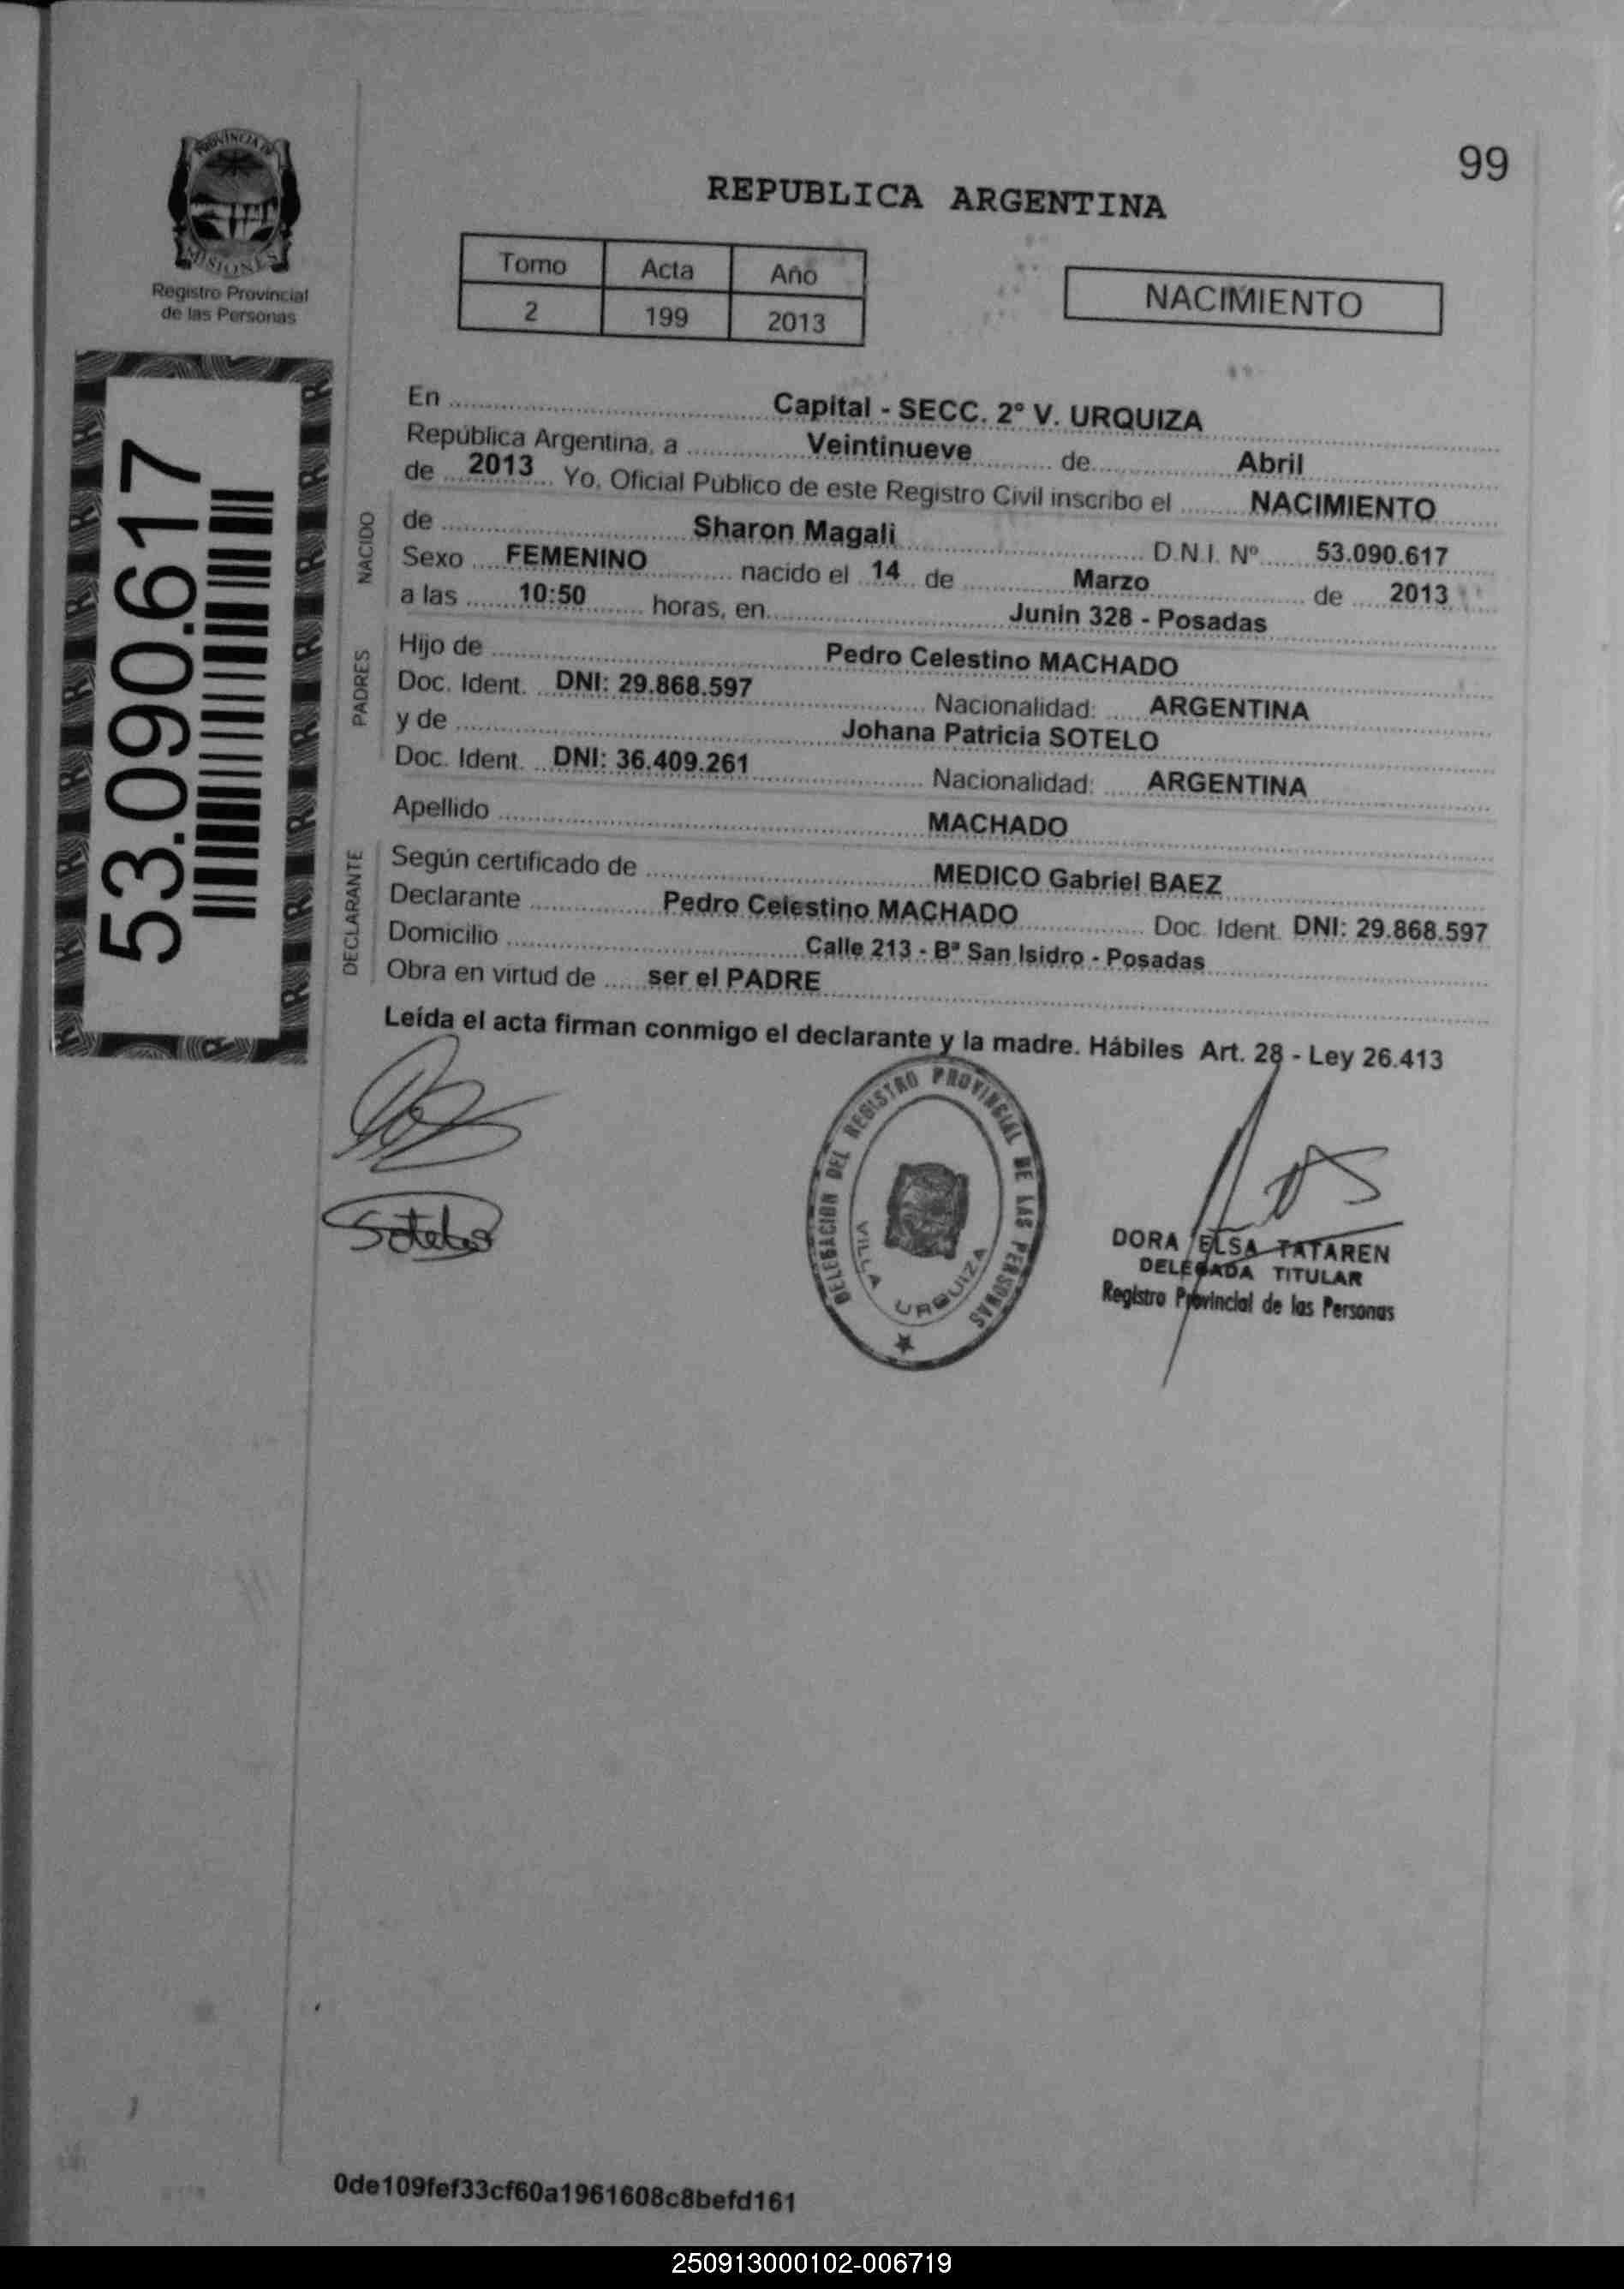 PROVINCIA DE
MISIONES
Registro Provincial
de las Personas
99
REPUBLICA ARGENTINA
Tomo Acta Año
2 199 2013
NACIMIENTO
53.090.617
En Capital - SECC. 2° V. URQUIZA
República Argentina, a Veintinueve de Abril
de 2013 Yo, Oficial Público de este Registro Civil inscribo el NACIMIENTO
NACIDO
de Sharon Magali D.N.I. Nº 53.090.617
Sexo FEMENINO nacido el 14 de Marzo de 2013
a las 10:50 horas, en Junin 328 - Posadas
PADRES
Hijo de Pedro Celestino MACHADO
Doc. Ident. DNI: 29.868.597 Nacionalidad: ARGENTINA
y de Johana Patricia SOTELO
Doc. Ident. DNI: 36.409.261 Nacionalidad: ARGENTINA
Apellido MACHADO
DECLARANTE
Según certificado de MEDICO Gabriel BAEZ
Declarante Pedro Celestino MACHADO Doc. Ident. DNI: 29.868.597
Domicilio Calle 213 - Bª San Isidro - Posadas
Obra en virtud de ser el PADRE
Leída el acta firman conmigo el declarante y la madre. Hábiles Art. 28 - Ley 26.413
Sotelo
DELEGACION DEL REGISTRO PROVINCIAL DE LAS PERSONAS
VILLA URQUIZA
DORA ELSA TATAREN
DELEGADA TITULAR
Registro Provincial de las Personas
0de109fef33cf60a1961608c8befd161
250913000102-006719